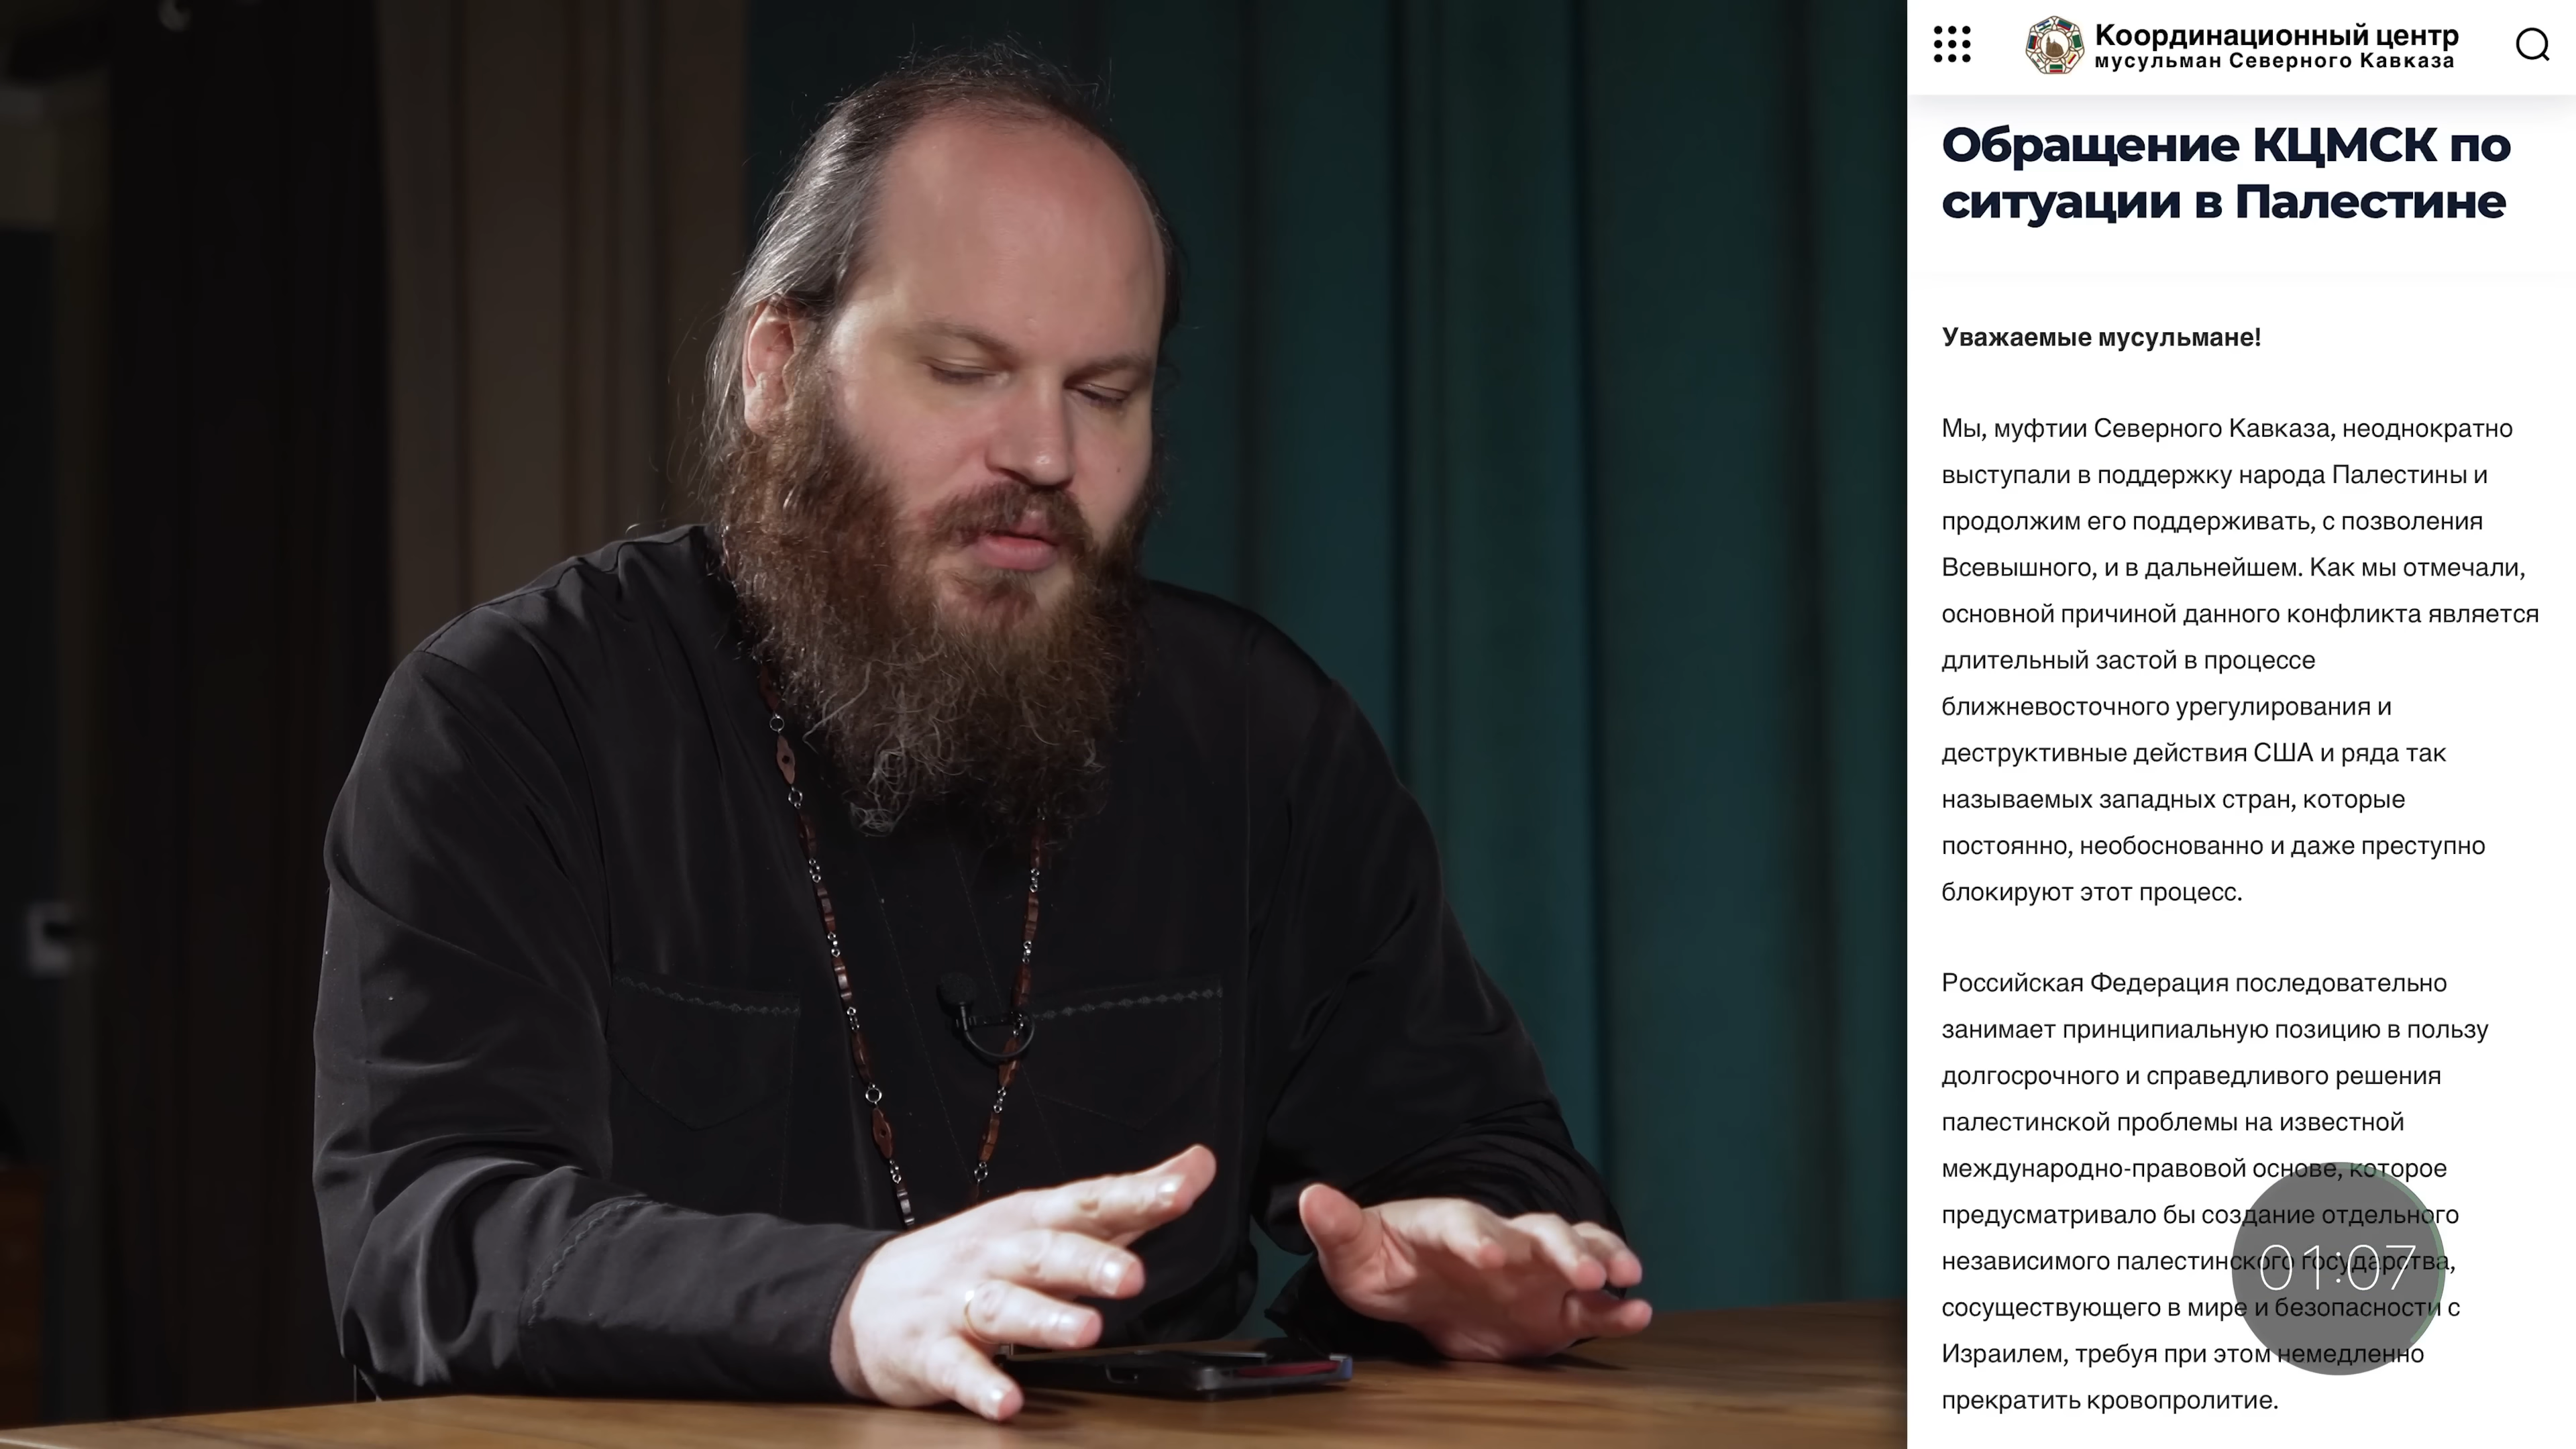 Координационный центр
мусульман Северного Кавказа
Обращение КЦМСК по
ситуации в Палестине
Уважаемые мусульмане!
Мы, муфтии Северного Кавказа, неоднократно
выступали в поддержку народа Палестины и
продолжим его поддерживать, с позволения
Всевышного, и в дальнейшем. Как мы отмечали,
основной причиной данного конфликта является
длительный застой в процессе
ближневосточного урегулирования и
деструктивные действия США и ряда так
называемых западных стран, которые
постоянно, необоснованно и даже преступно
блокируют этот процесс.
Российская Федерация последовательно
занимает принципиальную позицию в пользу
долгосрочного и справедливого решения
палестинской проблемы на известной
международно-правовой основе, которое
предусматривало бы создание отдельного
независимого палестинского государства,
сосуществующего в мире и безопасности с
Израилем, требуя при этом немедленно
прекратить кровопролитие.
01:07